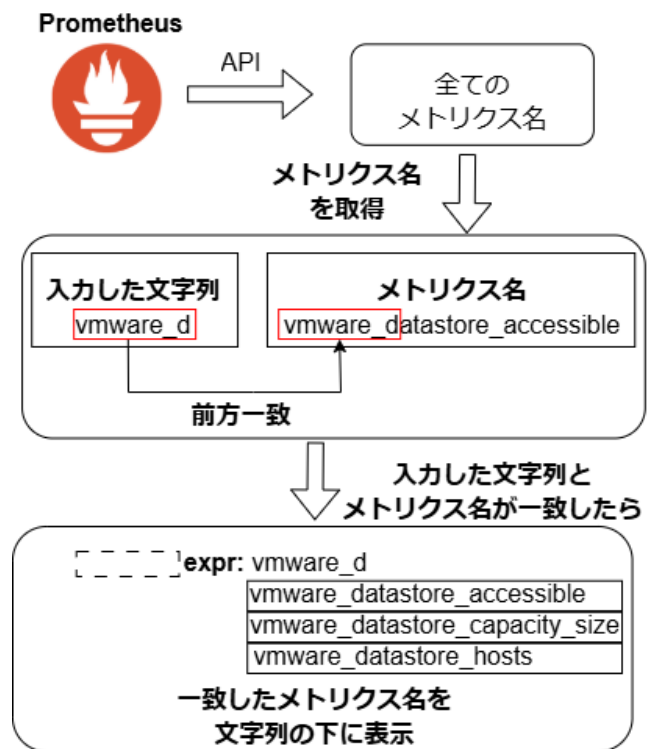 Prometheus
API
全ての
メトリクス名
メトリクス名
を取得
入力した文字列
vmware_d
メトリクス名
vmware_datastore_accessible
前方一致
入力した文字列と
メトリクス名が一致したら
expr: vmware_d
vmware_datastore_accessible
vmware_datastore_capacity_size
vmware_datastore_hosts
一致したメトリクス名を
文字列の下に表示